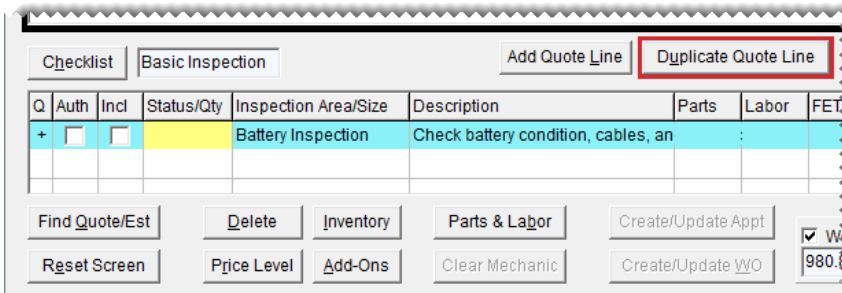 Checklist Basic Inspection Add Quote Line Duplicate Quote Line
Q Auth Incl Status/Qty Inspection Area/Size Description Parts Labor FET
+ Battery Inspection Check battery condition, cables, an :
Find Quote/Est Delete Inventory Parts & Labor Create/Update Appt
Reset Screen Price Level Add-Ons Clear Mechanic Create/Update WO 980.